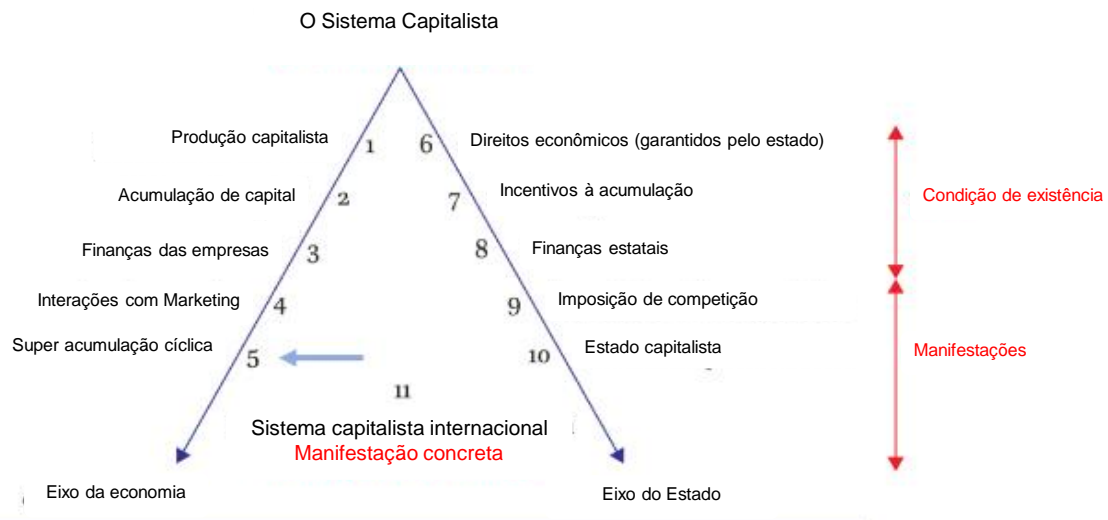 O Sistema Capitalista
Produção capitalista
1
6
Direitos econômicos (garantidos pelo estado)
Acumulação de capital
2
7
Incentivos à acumulação
Condição de existência
Finanças das empresas
3
8
Finanças estatais
Interações com Marketing
4
9
Imposição de competição
Super acumulação cíclica
5
10
Estado capitalista
Manifestações
11
Sistema capitalista internacional
Manifestação concreta
Eixo da economia
Eixo do Estado